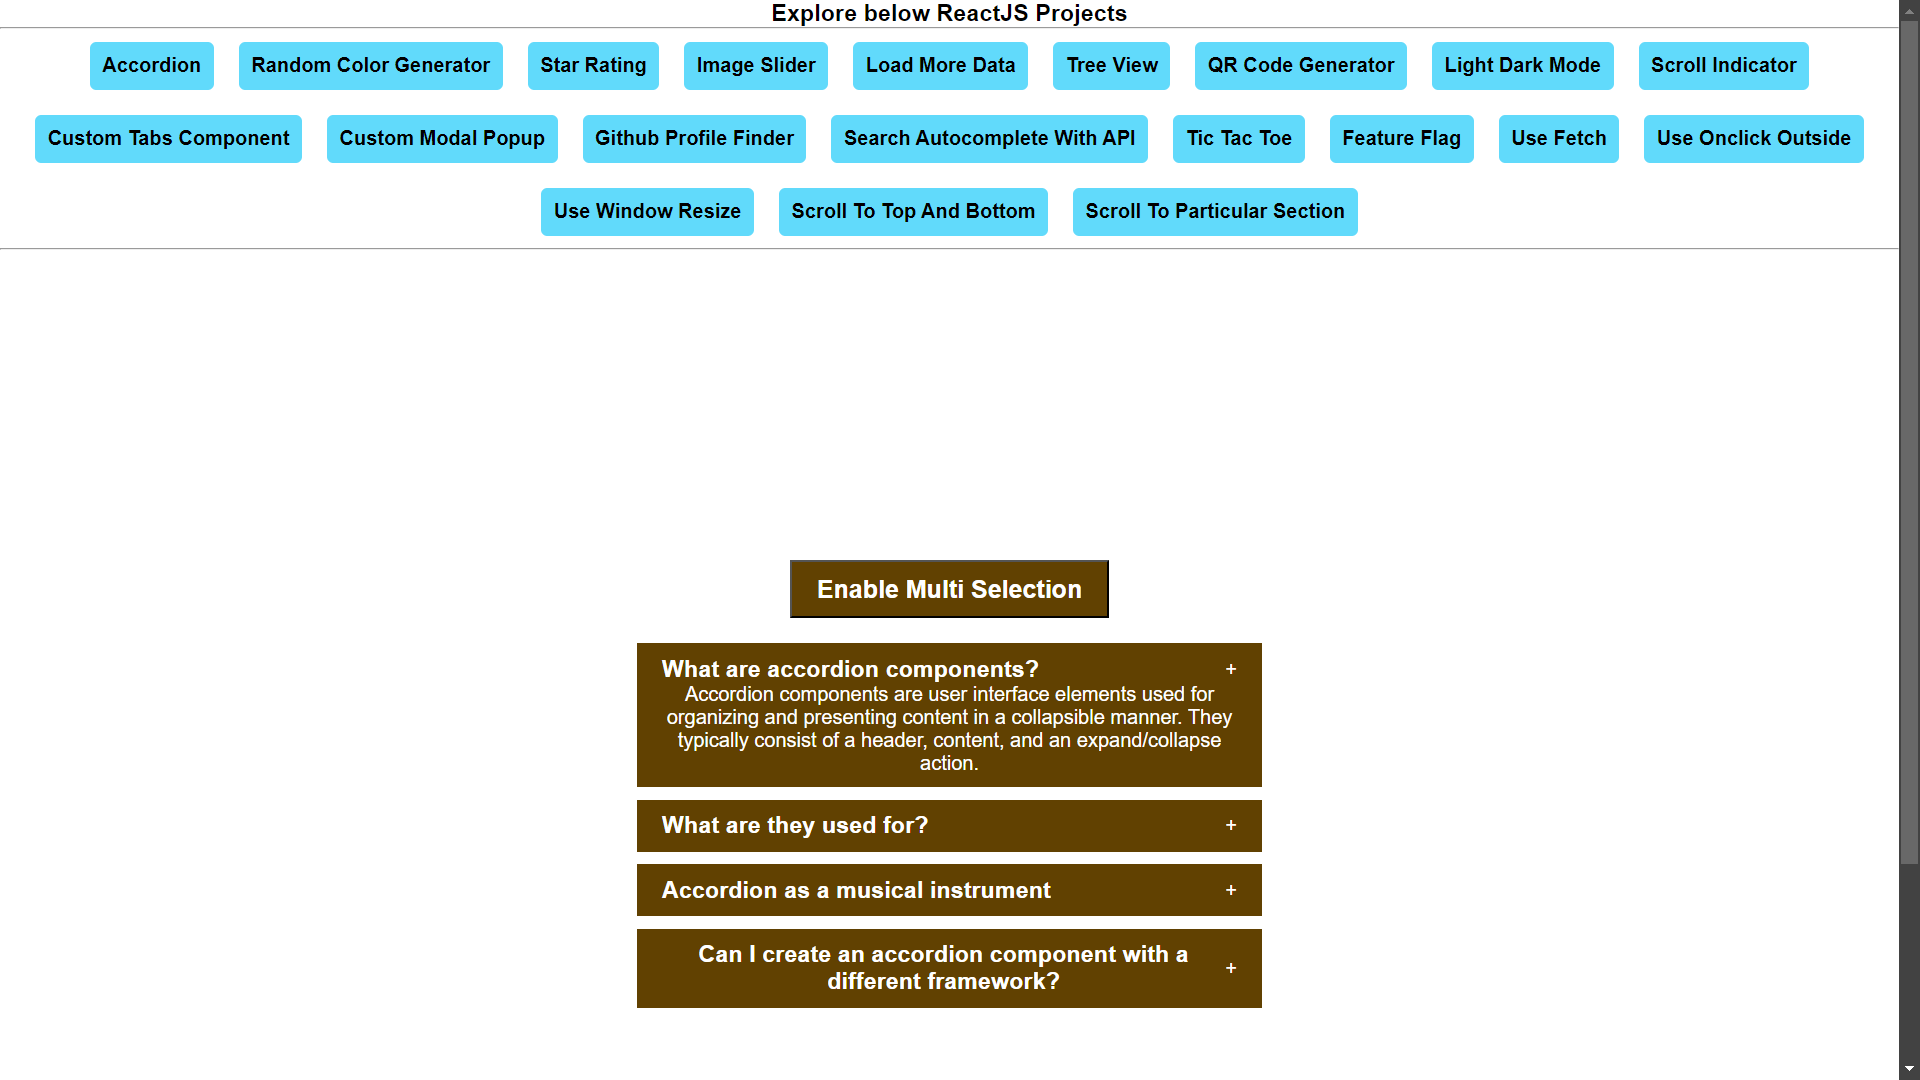 Explore below ReactJS Projects
Accordion Random Color Generator Star Rating Image Slider Load More Data Tree View QR Code Generator Light Dark Mode Scroll Indicator
Custom Tabs Component Custom Modal Popup Github Profile Finder Search Autocomplete With API Tic Tac Toe Feature Flag Use Fetch Use Onclick Outside
Use Window Resize Scroll To Top And Bottom Scroll To Particular Section
Enable Multi Selection
What are accordion components? +
Accordion components are user interface elements used for
organizing and presenting content in a collapsible manner. They
typically consist of a header, content, and an expand/collapse
action.
What are they used for? +
Accordion as a musical instrument +
Can I create an accordion component with a
different framework? +